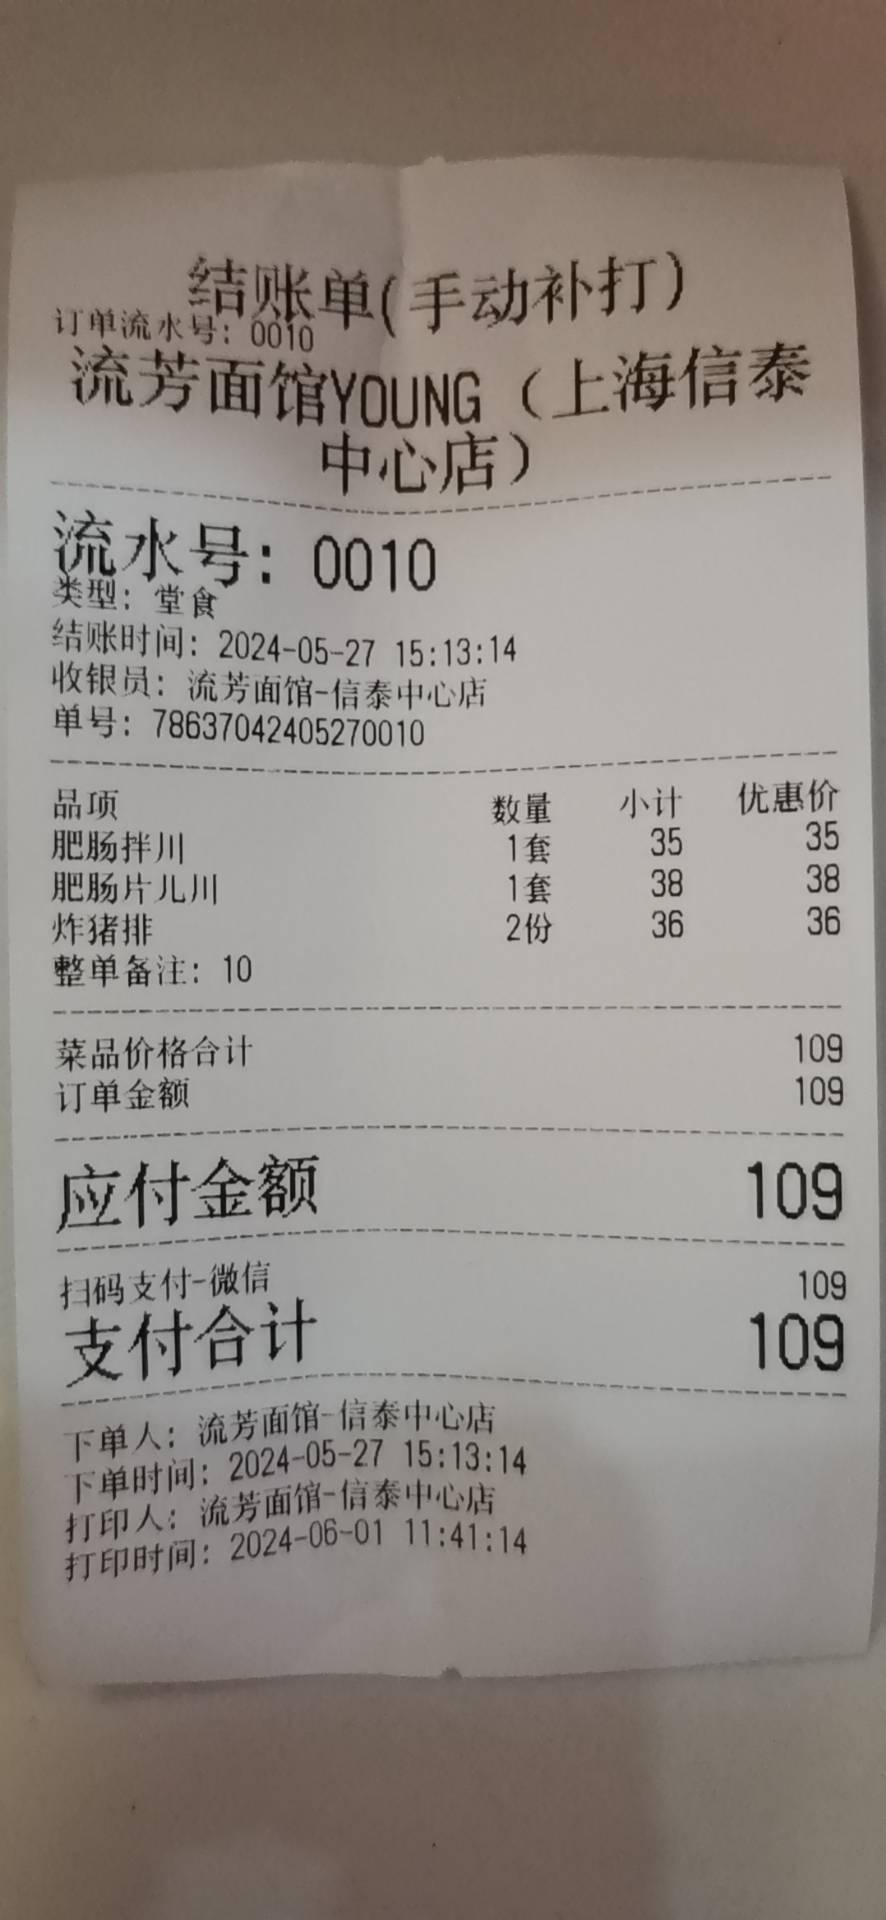 结账单(手动补打)
订单流水号: 0010
流芳面馆YOUNG（上海信泰
中心店）
流水号: 0010
类型: 堂食
结账时间: 2024-05-27 15:13:14
收银员: 流芳面馆-信泰中心店
单号: 78637042405270010
品项 数量 小计 优惠价
肥肠拌川 1套 35 35
肥肠片儿川 1套 38 38
炸猪排 2份 36 36
整单备注: 10
菜品价格合计 109
订单金额 109
应付金额 109
扫码支付-微信 109
支付合计 109
下单人: 流芳面馆-信泰中心店
下单时间: 2024-05-27 15:13:14
打印人: 流芳面馆-信泰中心店
打印时间: 2024-06-01 11:41:14